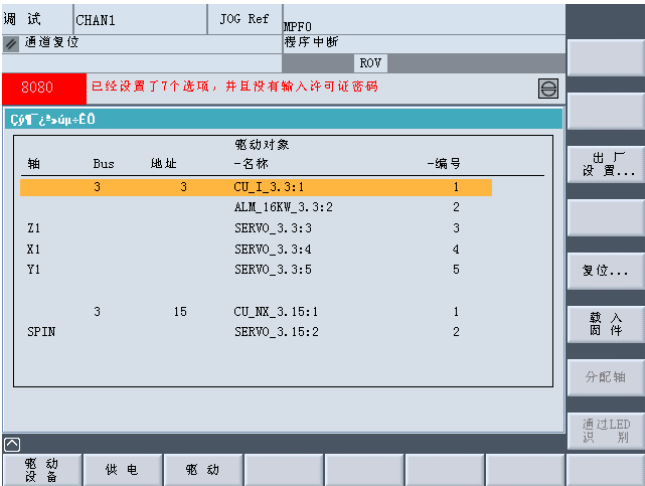 调 试 CHAN1 JOG Ref MPF0
通道复位 程序中断
ROV
8080 已经设置了7个选项，并且没有输入许可证密码
驱动对象
轴 Bus 地址 -名称 -编号
3 3 CU_I_3.3:1 1
ALM_16KW_3.3:2 2
Z1 SERVO_3.3:3 3
X1 SERVO_3.3:4 4
Y1 SERVO_3.3:5 5
3 15 CU_NX_3.15:1 1
SPIN SERVO_3.15:2 2
出 厂
设 置...
复位...
载 入
固 件
分配轴
通过LED
识 别
驱 动
设 备
供 电
驱 动